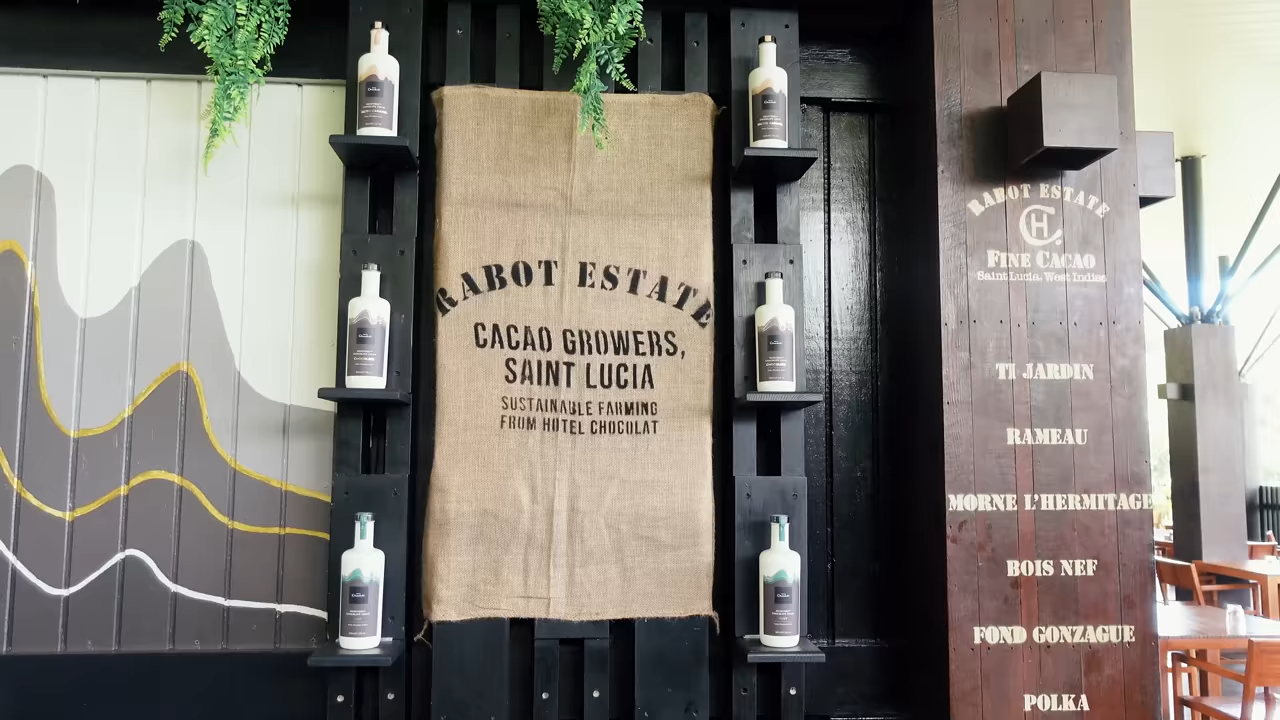 RABOT ESTATE
CACAO GROWERS,
SAINT LUCIA
SUSTAINABLE FARMING
FROM HOTEL CHOCOLAT
RABOT ESTATE
HC
FINE CACAO
Saint Lucia, West Indies
TI JARDIN
RAMEAU
MORNE L'HERMITAGE
BOIS NEF
FOND GONZAGUE
POLKA